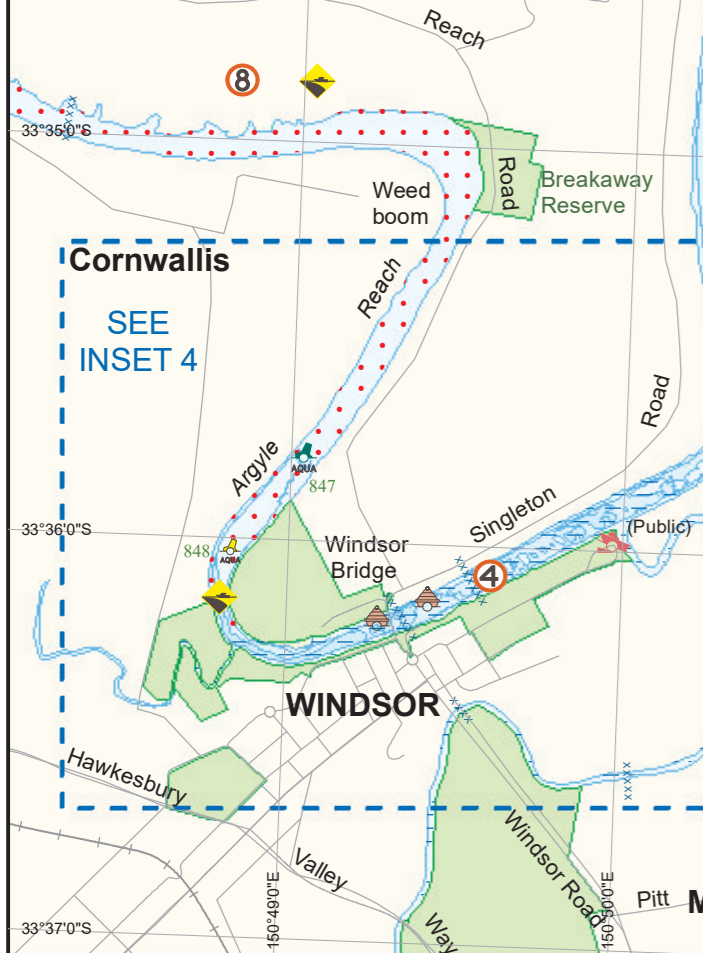 Reach
8
33°35'0"S
Road
Weed
boom
Breakaway
Reserve
Cornwallis
Reach
SEE
INSET 4
Road
Argyle
AQUA
847
Singleton
33°36'0"S
(Public)
848
AQUA
Windsor
Bridge
4
WINDSOR
Hawkesbury
Windsor Road
Valley
150°49'0"E
150°50'0"E
Pitt
M
Way
33°37'0"S